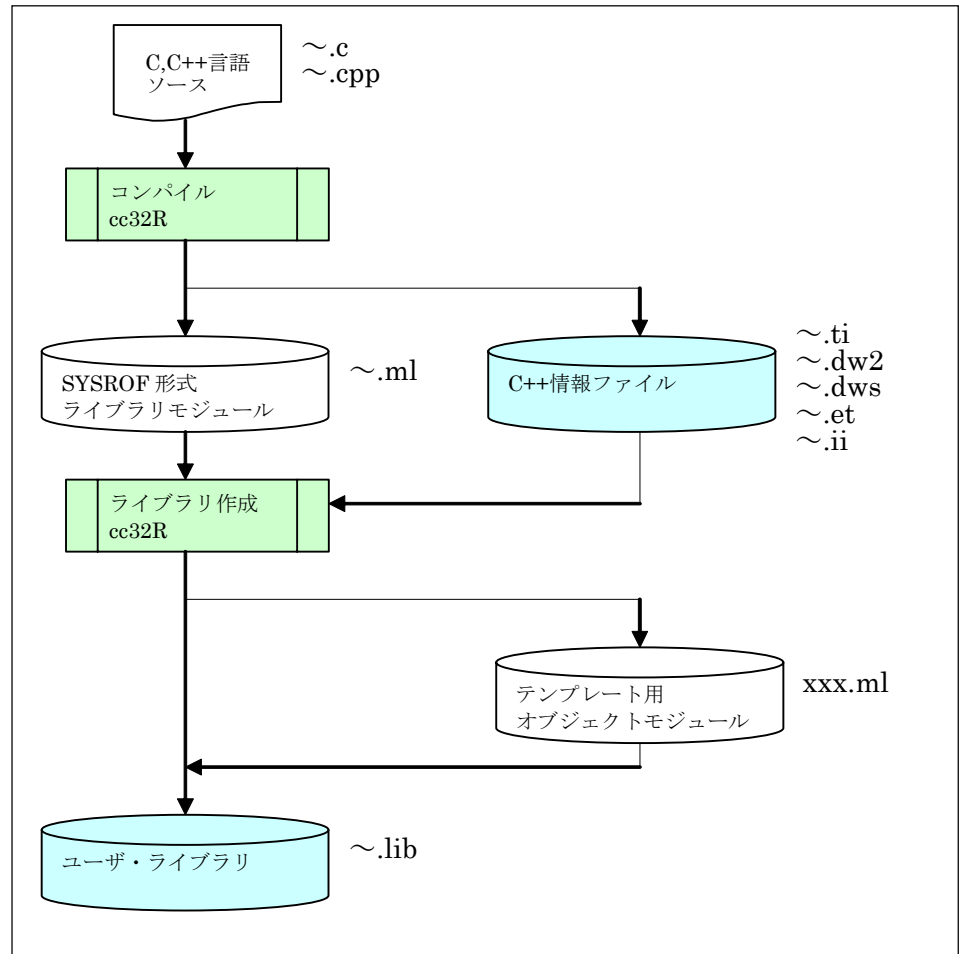 C,C++言語
ソース
～.c
～.cpp
コンパイル
cc32R
SYSROF 形式
ライブラリモジュール
～.ml
C++情報ファイル
～.ti
～.dw2
～.dws
～.et
～.ii
ライブラリ作成
cc32R
テンプレート用
オブジェクトモジュール
xxx.ml
ユーザ・ライブラリ
～.lib